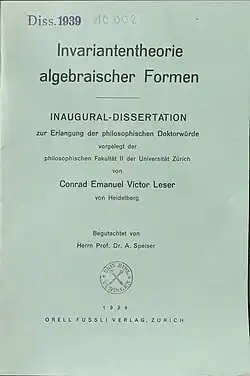 Diss. 1939
Invariantentheorie
algebraischer Formen
INAUGURAL-DISSERTATION
zur Erlangung der philosophischen Doktorwürde
vorgelegt der
philosophischen Fakultät II der Universität Zürich
von
Conrad Emanuel Victor Leser
von Heidelberg
Begutachtet von
Herrn Prof. Dr. A. Speiser
1939
ORELL FÜSSLI VERLAG, ZÜRICH